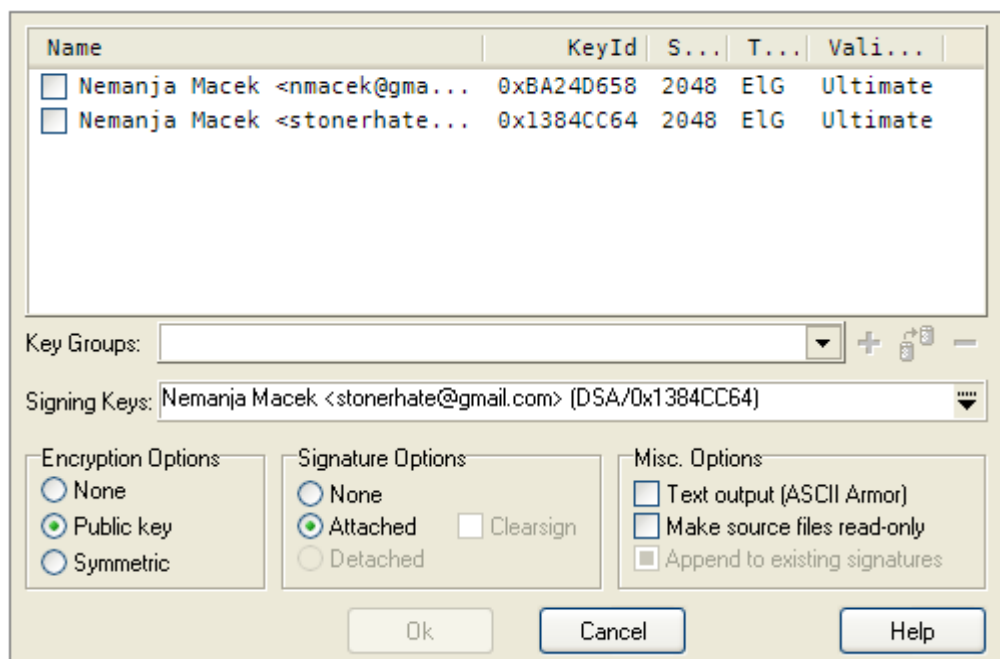 Name KeyId S... T... Vali...
Nemanja Macek <nmacek@gma... 0xBA24D658 2048 ElG Ultimate
Nemanja Macek <stonerhate... 0x1384CC64 2048 ElG Ultimate
Key Groups:
Signing Keys: Nemanja Macek <stonerhate@gmail.com> (DSA/0x1384CC64)
Encryption Options
None
Public key
Symmetric
Signature Options
None
Attached Clearsign
Detached
Misc. Options
Text output (ASCII Armor)
Make source files read-only
Append to existing signatures
Ok Cancel Help